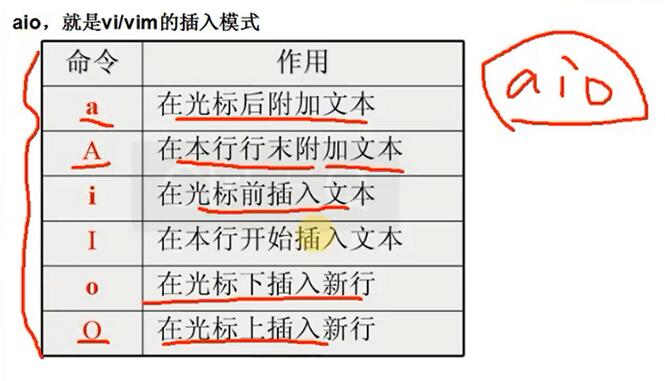 aio，就是vi/vim的插入模式
命令 作用
a 在光标后附加文本
A 在本行行末附加文本
i 在光标前插入文本
I 在本行开始插入文本
o 在光标下插入新行
O 在光标上插入新行
aio